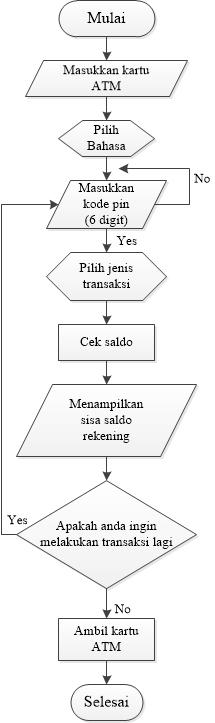 Mulai
Masukkan kartu
ATM
Pilih
Bahasa
No
Masukkan
kode pin
(6 digit)
Yes
Pilih jenis
transaksi
Cek saldo
Menampilkan
sisa saldo
rekening
Yes
Apakah anda ingin
melakukan transaksi lagi
No
Ambil kartu
ATM
Selesai